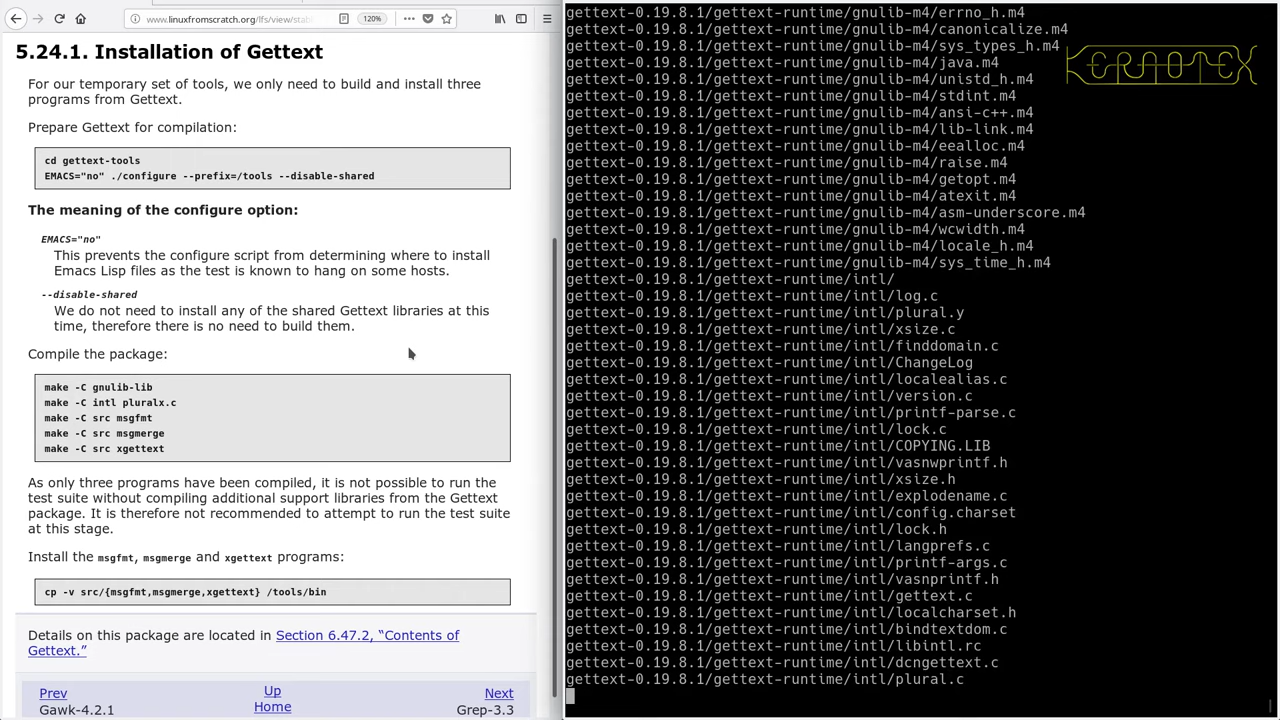 www.linuxfromscratch.org/lfs/view/stab
120%
5.24.1. Installation of Gettext
For our temporary set of tools, we only need to build and install three
programs from Gettext.
Prepare Gettext for compilation:
cd gettext-tools
EMACS="no" ./configure --prefix=/tools --disable-shared
The meaning of the configure option:
EMACS="no"
This prevents the configure script from determining where to install
Emacs Lisp files as the test is known to hang on some hosts.
--disable-shared
We do not need to install any of the shared Gettext libraries at this
time, therefore there is no need to build them.
Compile the package:
make -C gnulib-lib
make -C intl pluralx.c
make -C src msgfmt
make -C src msgmerge
make -C src xgettext
As only three programs have been compiled, it is not possible to run the
test suite without compiling additional support libraries from the Gettext
package. It is therefore not recommended to attempt to run the test suite
at this stage.
Install the msgfmt, msgmerge and xgettext programs:
cp -v src/{msgfmt,msgmerge,xgettext} /tools/bin
Details on this package are located in Section 6.47.2, “Contents of
Gettext.”
Prev
Gawk-4.2.1
Up
Home
Next
Grep-3.3
gettext-0.19.8.1/gettext-runtime/gnulib-m4/errno_h.m4
gettext-0.19.8.1/gettext-runtime/gnulib-m4/canonicalize.m4
gettext-0.19.8.1/gettext-runtime/gnulib-m4/sys_types_h.m4
gettext-0.19.8.1/gettext-runtime/gnulib-m4/java.m4
gettext-0.19.8.1/gettext-runtime/gnulib-m4/unistd_h.m4
gettext-0.19.8.1/gettext-runtime/gnulib-m4/stdint.m4
gettext-0.19.8.1/gettext-runtime/gnulib-m4/ansi-c++.m4
gettext-0.19.8.1/gettext-runtime/gnulib-m4/lib-link.m4
gettext-0.19.8.1/gettext-runtime/gnulib-m4/eealloc.m4
gettext-0.19.8.1/gettext-runtime/gnulib-m4/raise.m4
gettext-0.19.8.1/gettext-runtime/gnulib-m4/getopt.m4
gettext-0.19.8.1/gettext-runtime/gnulib-m4/atexit.m4
gettext-0.19.8.1/gettext-runtime/gnulib-m4/asm-underscore.m4
gettext-0.19.8.1/gettext-runtime/gnulib-m4/wcwidth.m4
gettext-0.19.8.1/gettext-runtime/gnulib-m4/locale_h.m4
gettext-0.19.8.1/gettext-runtime/gnulib-m4/sys_time_h.m4
gettext-0.19.8.1/gettext-runtime/intl/
gettext-0.19.8.1/gettext-runtime/intl/log.c
gettext-0.19.8.1/gettext-runtime/intl/plural.y
gettext-0.19.8.1/gettext-runtime/intl/xsize.c
gettext-0.19.8.1/gettext-runtime/intl/finddomain.c
gettext-0.19.8.1/gettext-runtime/intl/ChangeLog
gettext-0.19.8.1/gettext-runtime/intl/localealias.c
gettext-0.19.8.1/gettext-runtime/intl/version.c
gettext-0.19.8.1/gettext-runtime/intl/printf-parse.c
gettext-0.19.8.1/gettext-runtime/intl/lock.c
gettext-0.19.8.1/gettext-runtime/intl/COPYING.LIB
gettext-0.19.8.1/gettext-runtime/intl/vasnwprintf.h
gettext-0.19.8.1/gettext-runtime/intl/xsize.h
gettext-0.19.8.1/gettext-runtime/intl/explodename.c
gettext-0.19.8.1/gettext-runtime/intl/config.charset
gettext-0.19.8.1/gettext-runtime/intl/lock.h
gettext-0.19.8.1/gettext-runtime/intl/langprefs.c
gettext-0.19.8.1/gettext-runtime/intl/printf-args.c
gettext-0.19.8.1/gettext-runtime/intl/vasnprintf.h
gettext-0.19.8.1/gettext-runtime/intl/gettext.c
gettext-0.19.8.1/gettext-runtime/intl/localcharset.h
gettext-0.19.8.1/gettext-runtime/intl/bindtextdom.c
gettext-0.19.8.1/gettext-runtime/intl/libintl.rc
gettext-0.19.8.1/gettext-runtime/intl/dcngettext.c
gettext-0.19.8.1/gettext-runtime/intl/plural.c